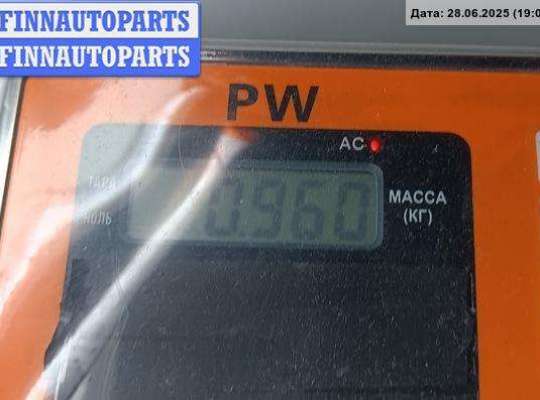 FINNAUTOPARTS
FINNAUTOPARTS
Дата: 28.06.2025 (19:0
PW
AC
ТАРА
НОЛЬ
0.960
МАССА
(КГ)